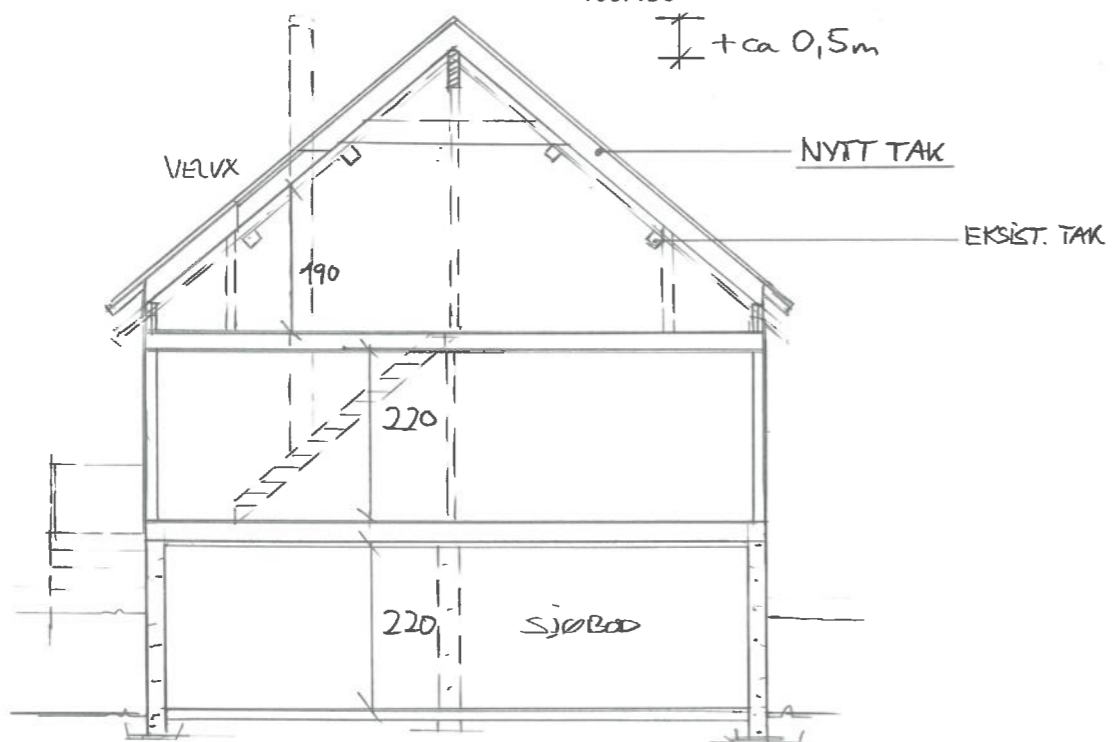 +ca 0,5m
NYTT TAK
VELUX
EKSIST. TAK
190
220
220 SJØBOD